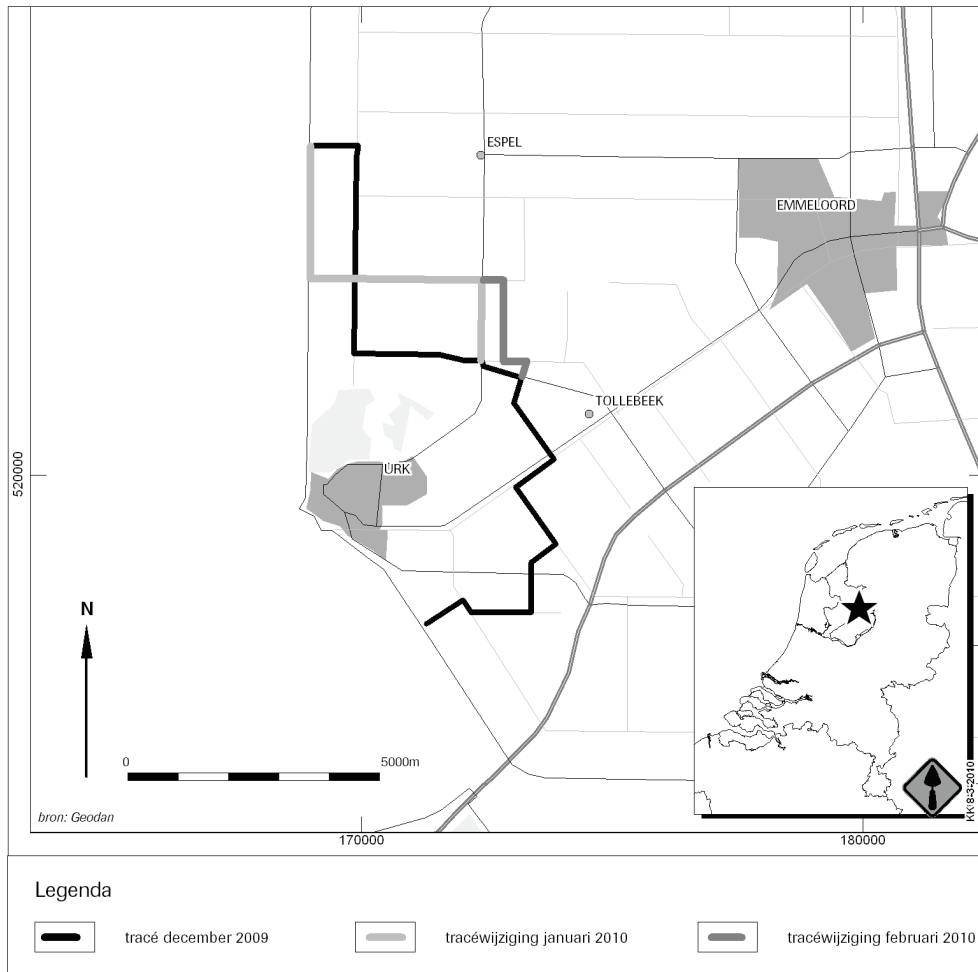 ESPEL
EMMELOORD
TOLLEBEEK
URK
520000
N
0 5000m
bron: Geodan
170000 180000
KK 8-3-2010
Legenda
tracé december 2009
tracéwijziging januari 2010
tracéwijziging februari 2010